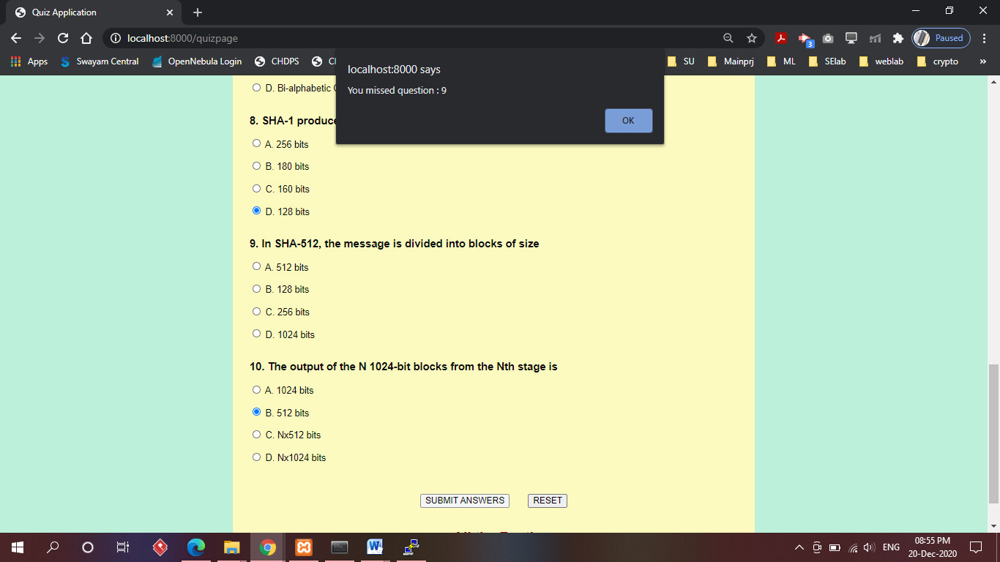 Quiz Application
localhost:8000/quizpage
3
Paused
Apps
Swayam Central
OpenNebula Login
CHDPS
SU
Mainprj
ML
SElab
weblab
crypto
»
localhost:8000 says
You missed question : 9
OK
D. Bi-alphabetic
8. SHA-1 produce
A. 256 bits
B. 180 bits
C. 160 bits
D. 128 bits
9. In SHA-512, the message is divided into blocks of size
A. 512 bits
B. 128 bits
C. 256 bits
D. 1024 bits
10. The output of the N 1024-bit blocks from the Nth stage is
A. 1024 bits
B. 512 bits
C. Nx512 bits
D. Nx1024 bits
SUBMIT ANSWERS RESET
ENG
08:55 PM
20-Dec-2020